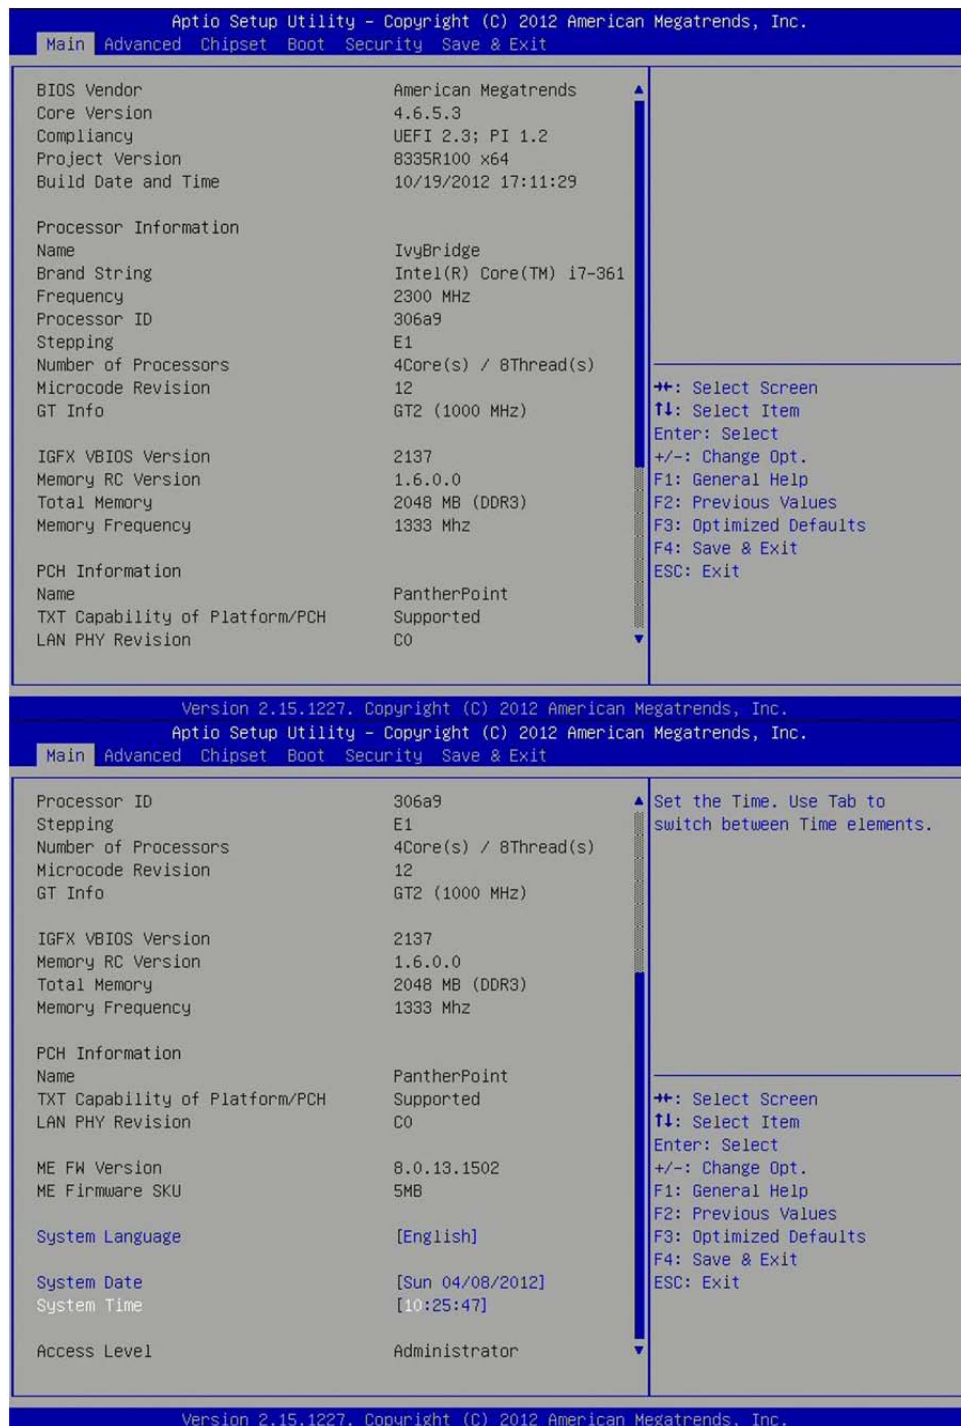 Aptio Setup Utility – Copyright (C) 2012 American Megatrends, Inc.
Main Advanced Chipset Boot Security Save & Exit
BIOS Vendor American Megatrends
Core Version 4.6.5.3
Compliancy UEFI 2.3; PI 1.2
Project Version 8335R100 x64
Build Date and Time 10/19/2012 17:11:29
Processor Information
Name IvyBridge
Brand String Intel(R) Core(TM) i7-361
Frequency 2300 MHz
Processor ID 306a9
Stepping E1
Number of Processors 4Core(s) / 8Thread(s)
Microcode Revision 12
GT Info GT2 (1000 MHz)
IGFX VBIOS Version 2137
Memory RC Version 1.6.0.0
Total Memory 2048 MB (DDR3)
Memory Frequency 1333 Mhz
PCH Information
Name PantherPoint
TXT Capability of Platform/PCH Supported
LAN PHY Revision C0
→←: Select Screen
↑↓: Select Item
Enter: Select
+/-: Change Opt.
F1: General Help
F2: Previous Values
F3: Optimized Defaults
F4: Save & Exit
ESC: Exit
Version 2.15.1227. Copyright (C) 2012 American Megatrends, Inc.
Aptio Setup Utility – Copyright (C) 2012 American Megatrends, Inc.
Main Advanced Chipset Boot Security Save & Exit
Processor ID 306a9
Stepping E1
Number of Processors 4Core(s) / 8Thread(s)
Microcode Revision 12
GT Info GT2 (1000 MHz)
IGFX VBIOS Version 2137
Memory RC Version 1.6.0.0
Total Memory 2048 MB (DDR3)
Memory Frequency 1333 Mhz
PCH Information
Name PantherPoint
TXT Capability of Platform/PCH Supported
LAN PHY Revision C0
ME FW Version 8.0.13.1502
ME Firmware SKU 5MB
System Language [English]
System Date [Sun 04/08/2012]
System Time [10:25:47]
Access Level Administrator
Set the Time. Use Tab to
switch between Time elements.
→←: Select Screen
↑↓: Select Item
Enter: Select
+/-: Change Opt.
F1: General Help
F2: Previous Values
F3: Optimized Defaults
F4: Save & Exit
ESC: Exit
Version 2.15.1227. Copyright (C) 2012 American Megatrends, Inc.